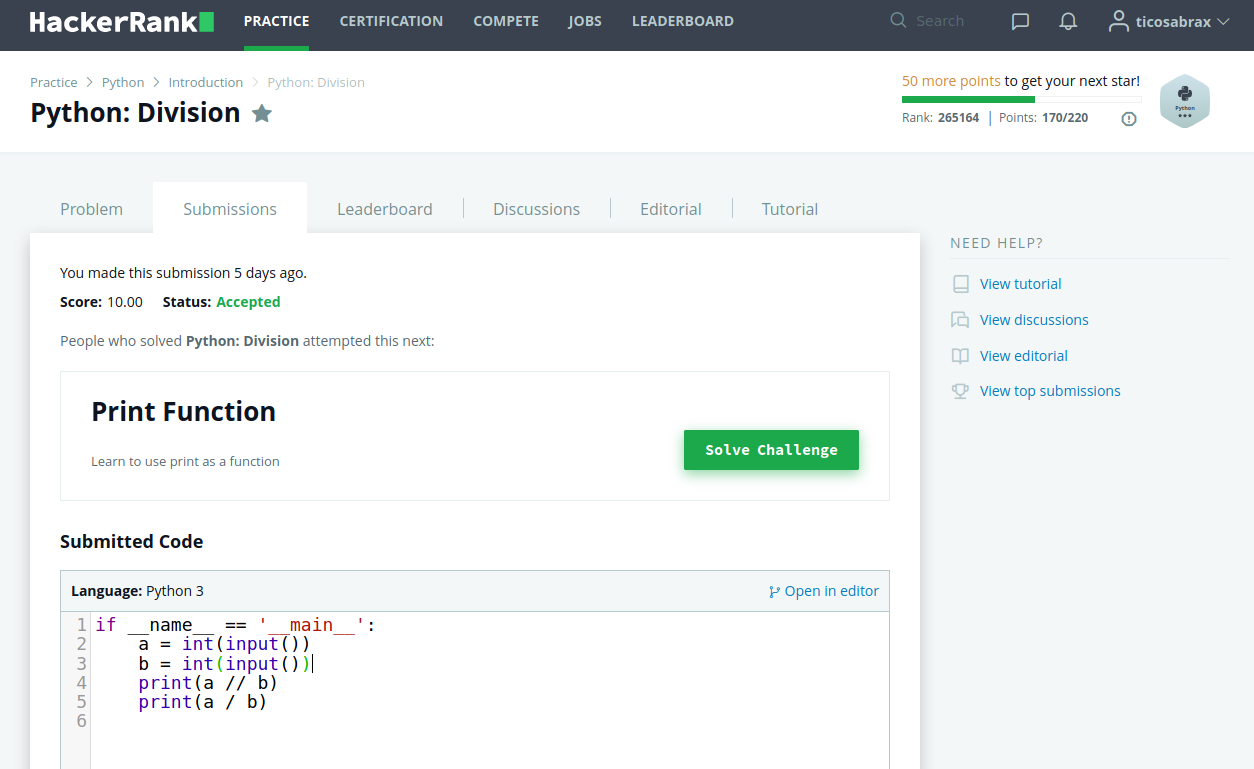 HackerRank PRACTICE CERTIFICATION COMPETE JOBS LEADERBOARD Search ticosabrax
Practice > Python > Introduction > Python: Division
Python: Division
50 more points to get your next star!
Rank: 265164 | Points: 170/220
Python
Problem Submissions Leaderboard Discussions Editorial Tutorial
You made this submission 5 days ago.
Score: 10.00 Status: Accepted
People who solved Python: Division attempted this next:
Print Function
Learn to use print as a function
Solve Challenge
Submitted Code
Language: Python 3 Open in editor
1 if __name__ == '__main__':
2     a = int(input())
3     b = int(input())
4     print(a // b)
5     print(a / b)
6
NEED HELP?
View tutorial
View discussions
View editorial
View top submissions